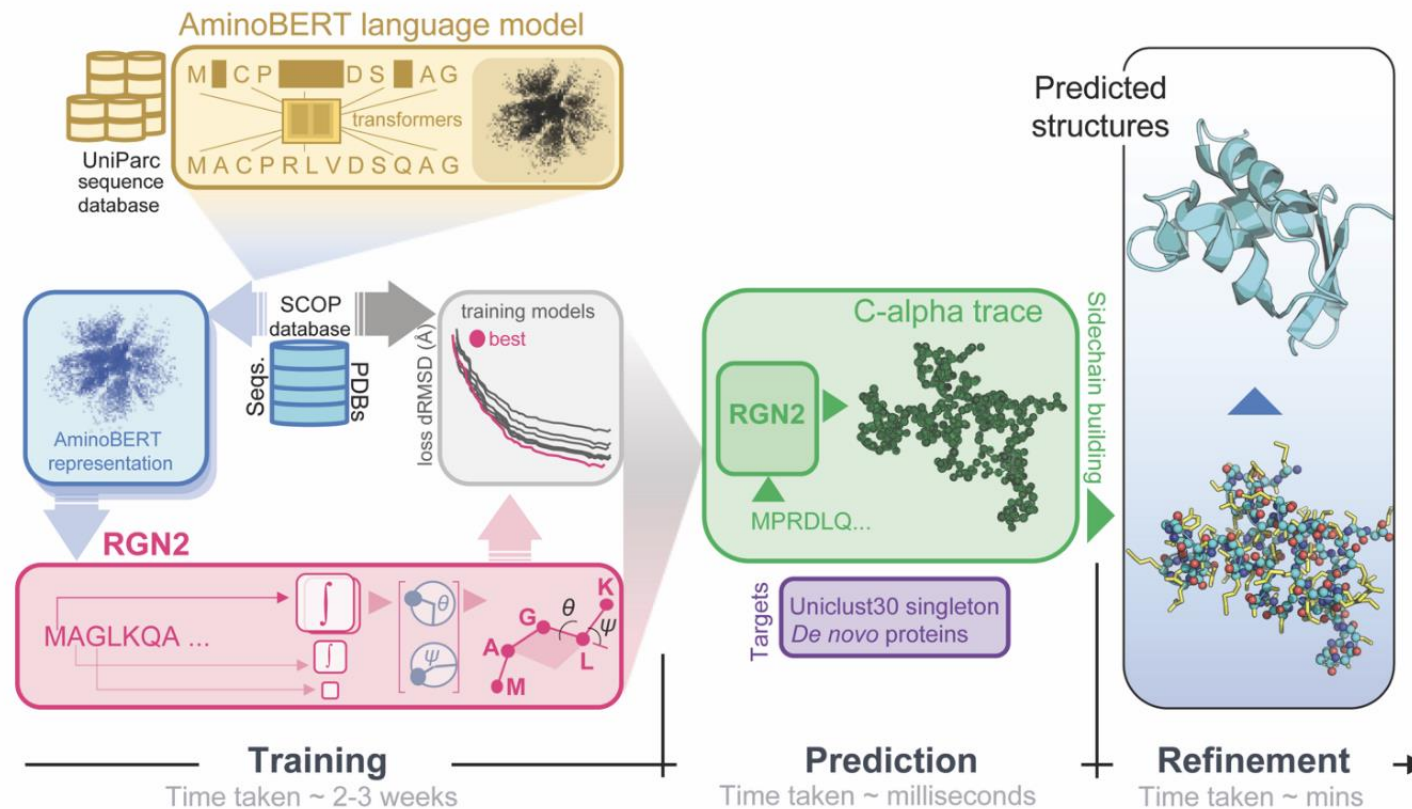 AminoBERT language model
UniParc
sequence
database
M CP DS AG
transformers
MACPRLVDSQAG
AminoBERT
representation
SCOP
database
Seqs.
PDBs
training models
best
loss dRMSD (Å)
RGN2
MAGLKQA ...
∫
∫
θ
ψ
M
A
G
L
K
θ
ψ
C-alpha trace
RGN2
MPRDLQ...
Targets
Uniclust30 singleton
De novo proteins
Sidechain building
Predicted
structures
Training
Time taken ~ 2-3 weeks
Prediction
Time taken ~ milliseconds
Refinement
Time taken ~ mins